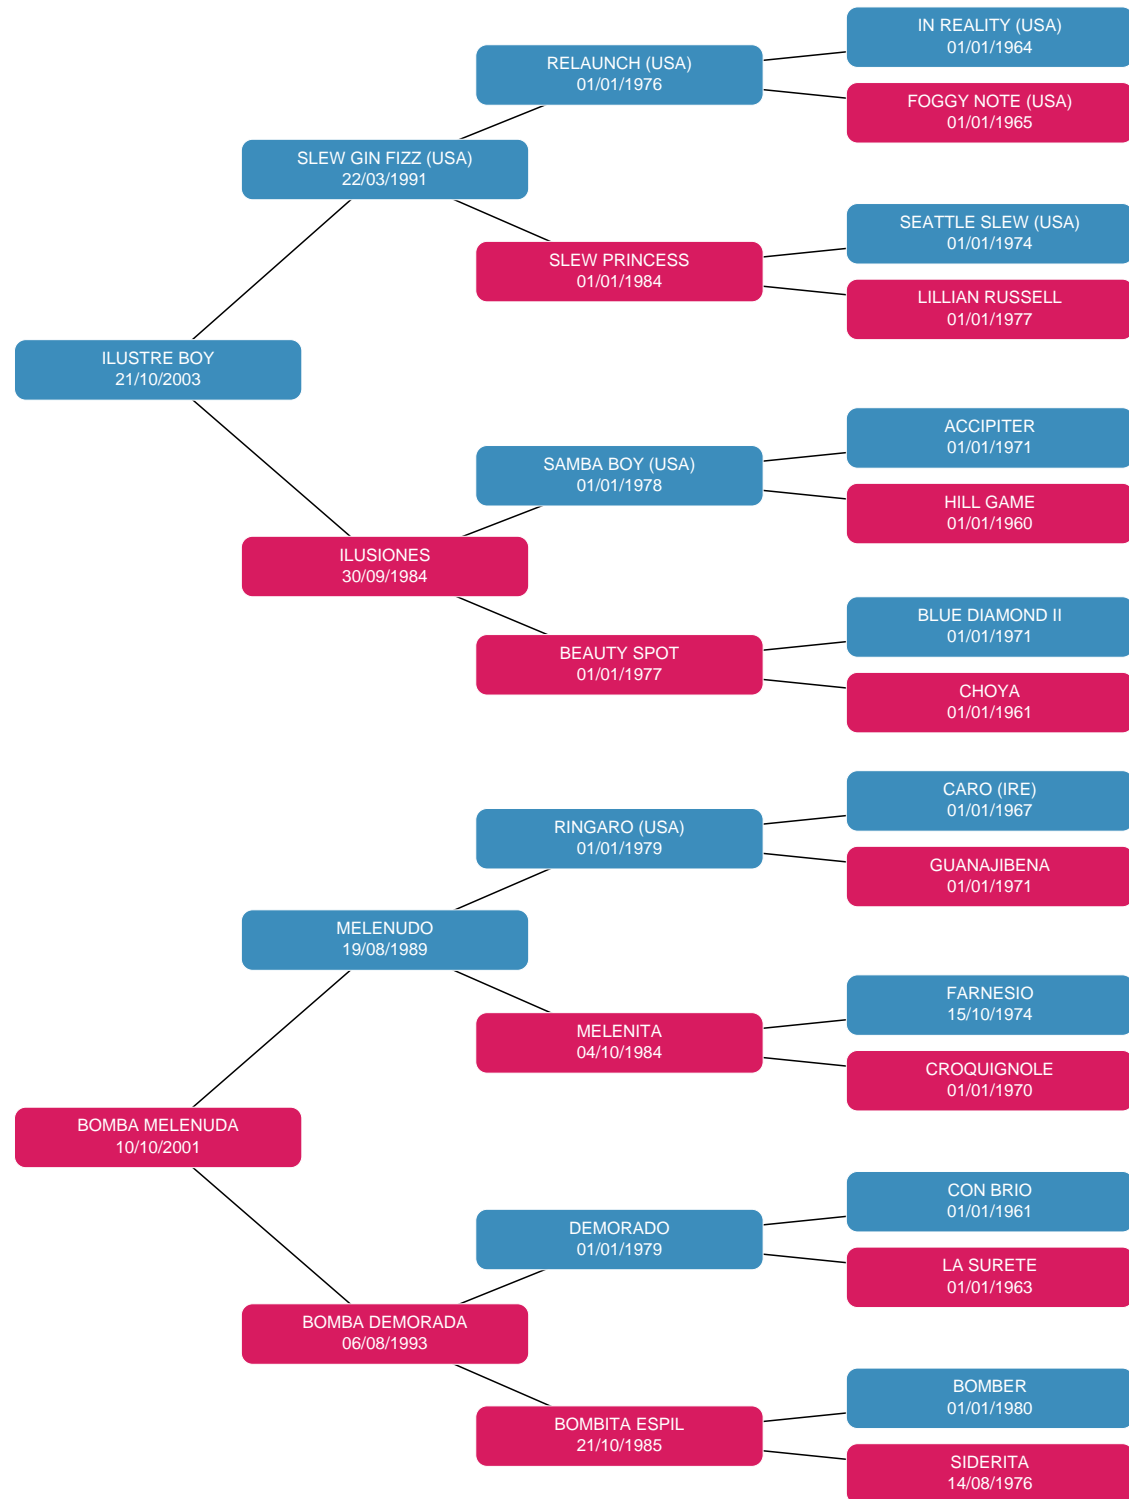 IN REALITY (USA)
01/01/1964
RELAUNCH (USA)
01/01/1976
FOGGY NOTE (USA)
01/01/1965
SLEW GIN FIZZ (USA)
22/03/1991
SEATTLE SLEW (USA)
01/01/1974
SLEW PRINCESS
01/01/1984
LILLIAN RUSSELL
01/01/1977
ILUSTRE BOY
21/10/2003
ACCIPITER
01/01/1971
SAMBA BOY (USA)
01/01/1978
HILL GAME
01/01/1960
ILUSIONES
30/09/1984
BLUE DIAMOND II
01/01/1971
BEAUTY SPOT
01/01/1977
CHOYA
01/01/1961
CARO (IRE)
01/01/1967
RINGARO (USA)
01/01/1979
GUANAJIBENA
01/01/1971
MELENUDO
19/08/1989
FARNESIO
15/10/1974
MELENITA
04/10/1984
CROQUIGNOLE
01/01/1970
BOMBA MELENUDA
10/10/2001
CON BRIO
01/01/1961
DEMORADO
01/01/1979
LA SURETE
01/01/1963
BOMBA DEMORADA
06/08/1993
BOMBER
01/01/1980
BOMBITA ESPIL
21/10/1985
SIDERITA
14/08/1976